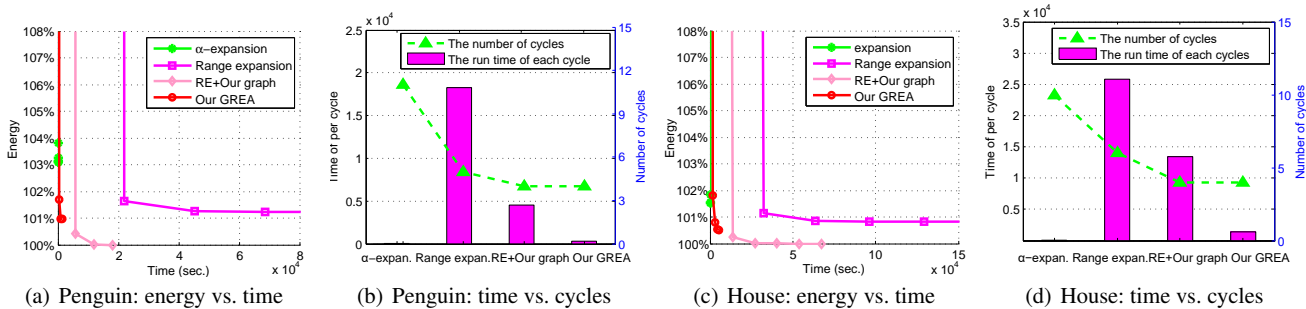 108%
107%
106%
105%
104%
103%
102%
101%
100%
Energy
0 2 4 6 8
x 10^4
Time (sec.)
α−expansion
Range expansion
RE+Our graph
Our GREA
(a) Penguin: energy vs. time
x 10^4
2.5
2
1.5
1
0.5
0
Time of per cycle
The number of cycles
The run time of each cycle
15
12
9
6
3
0
Number of cycles
α−expan. Range expan. RE+Our graph Our GREA
(b) Penguin: time vs. cycles
108%
107%
106%
105%
104%
103%
102%
101%
100%
Energy
0 5 10 15
x 10^4
Time (sec.)
expansion
Range expansion
RE+Our graph
Our GREA
(c) House: energy vs. time
x 10^4
3.5
3
2.5
2
1.5
1
0.5
Time of per cycle
The number of cycles
The run time of each cycle
15
10
5
0
Number of cycles
α−expan. Range expan. RE+Our graph Our GREA
(d) House: time vs. cycles